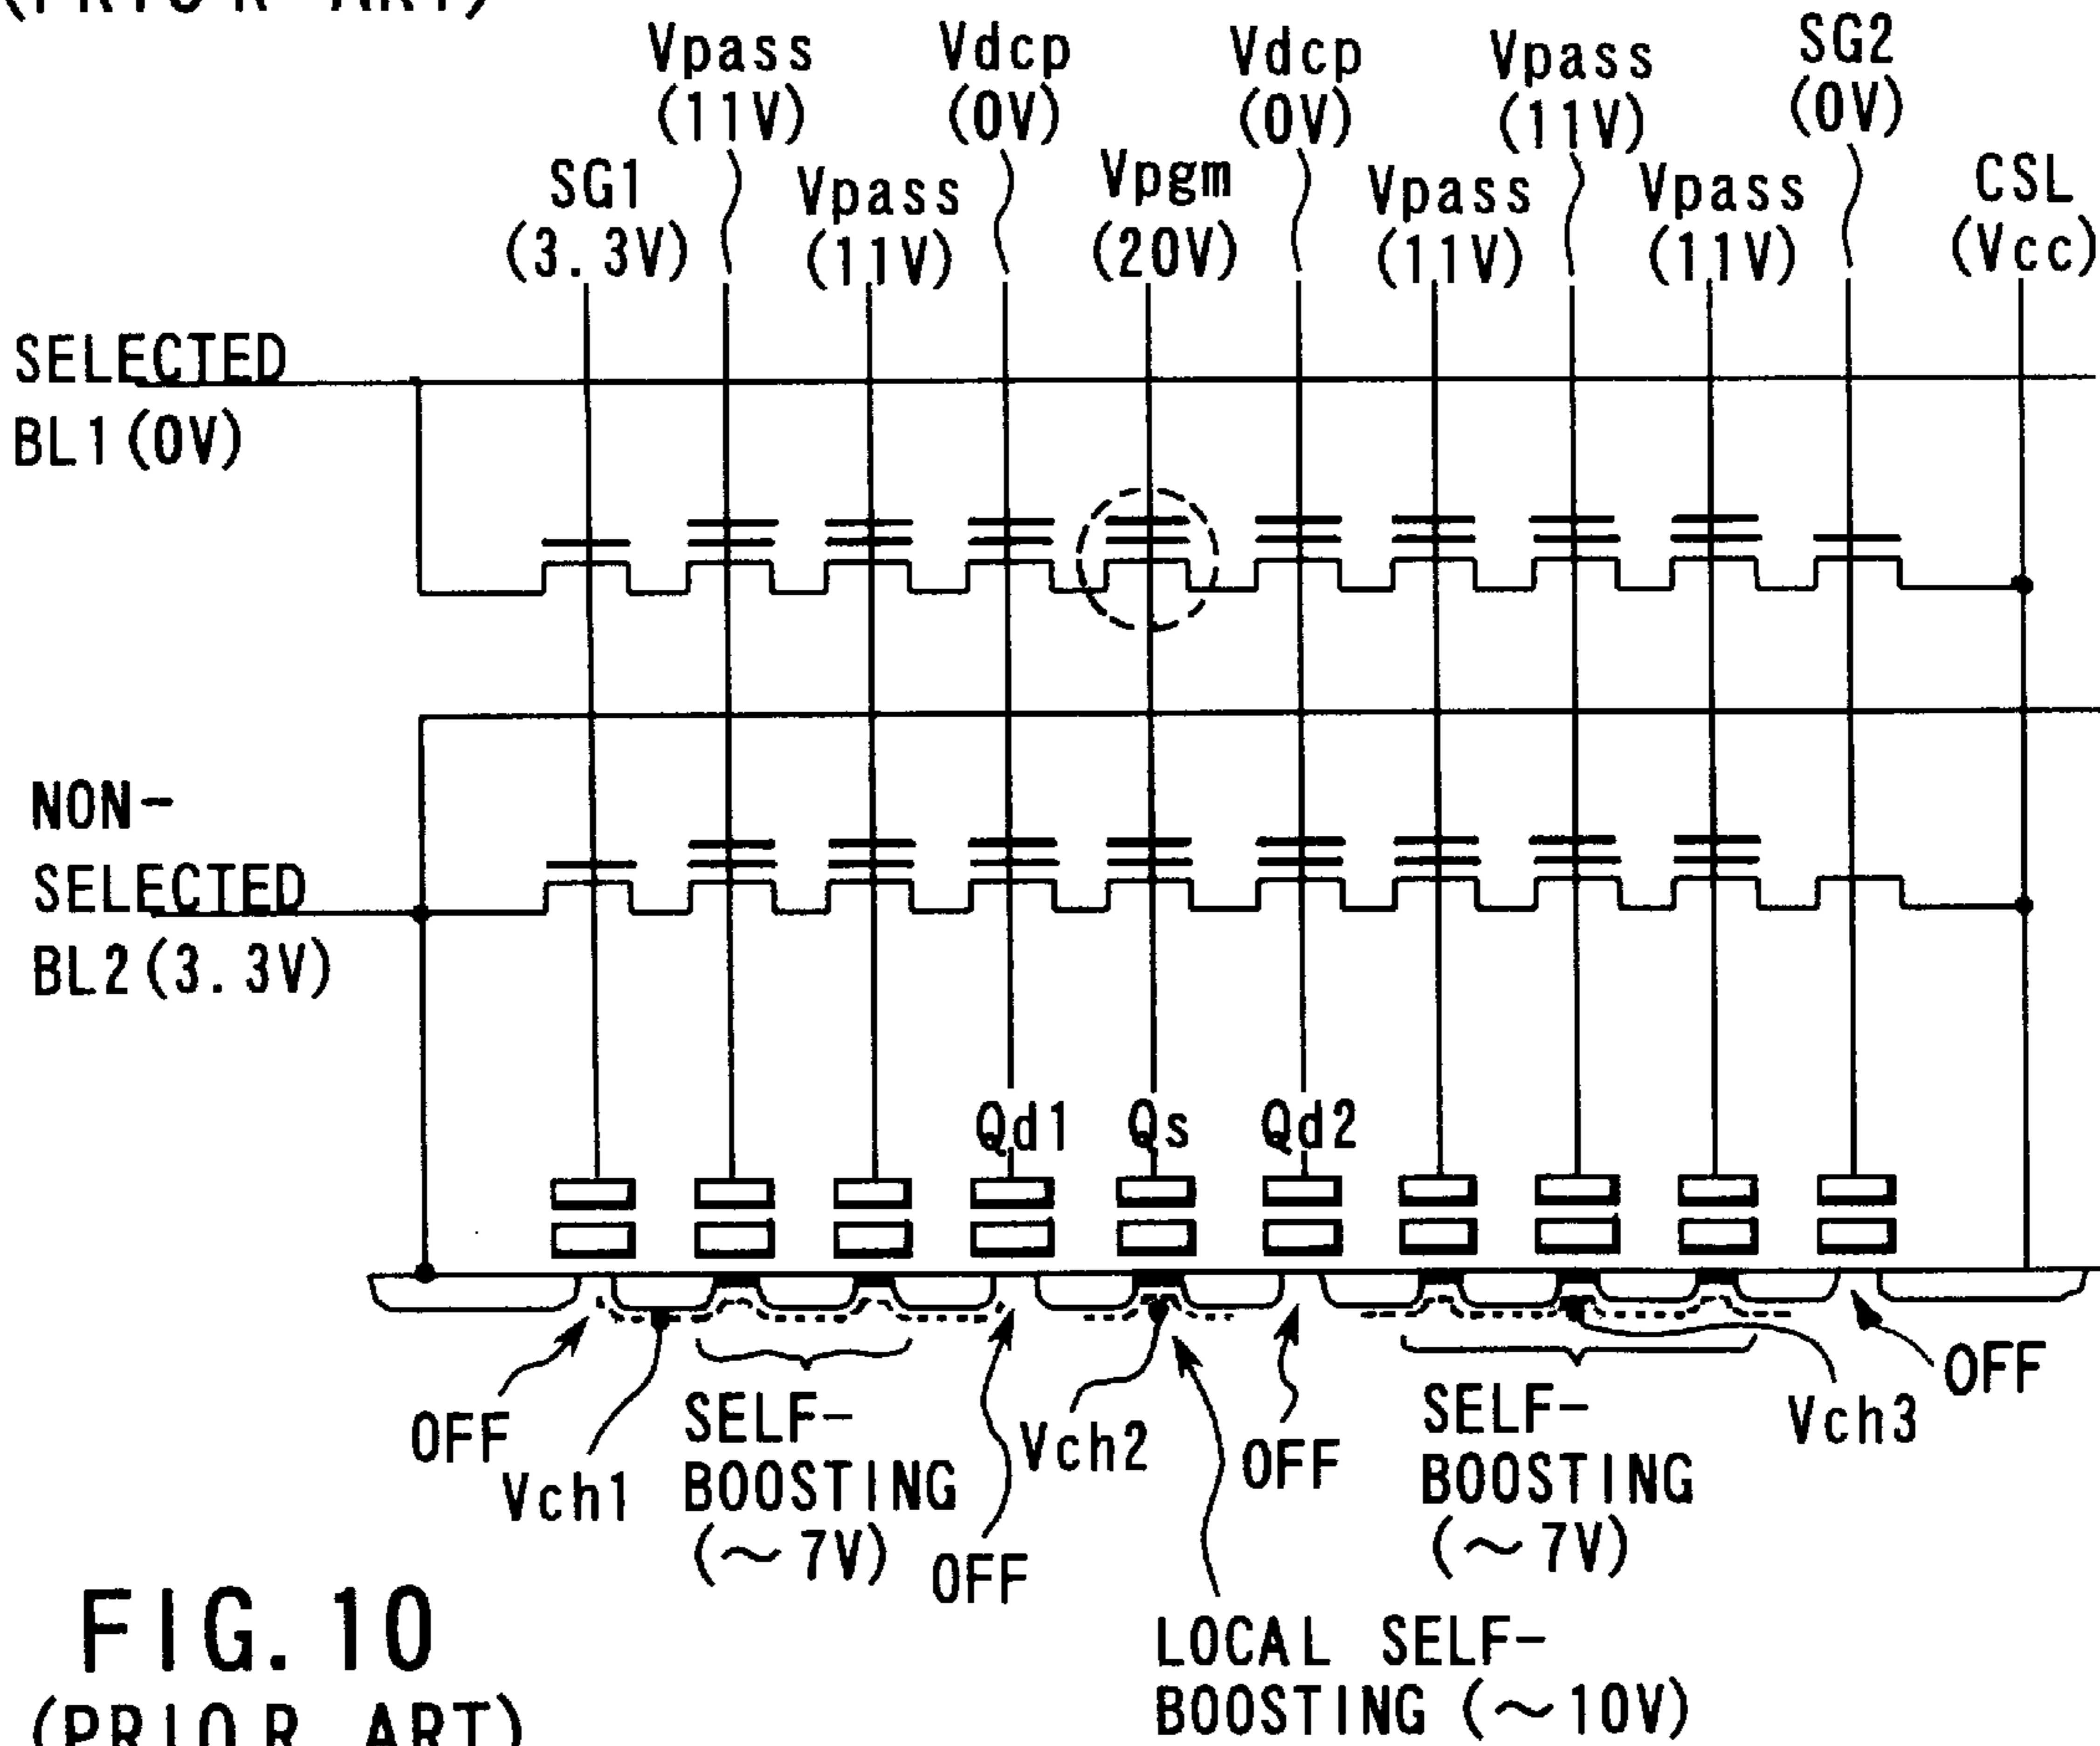 (PRIOR ART)
Vpass
(11V)
Vdcp
(0V)
Vdcp
(0V)
Vpass
(11V)
SG2
(0V)
SG1
(3.3V)
Vpass
(11V)
Vpgm
(20V)
Vpass
(11V)
Vpass
(11V)
CSL
(Vcc)
SELECTED
BL1(0V)
NON-
SELECTED
BL2(3.3V)
Qd1
Qs
Qd2
OFF
Vch1
SELF-
BOOSTING
(~7V)
OFF
Vch2
LOCAL SELF-
BOOSTING (~10V)
OFF
SELF-
BOOSTING
(~7V)
Vch3
OFF
FIG. 10
(PRIOR ART)